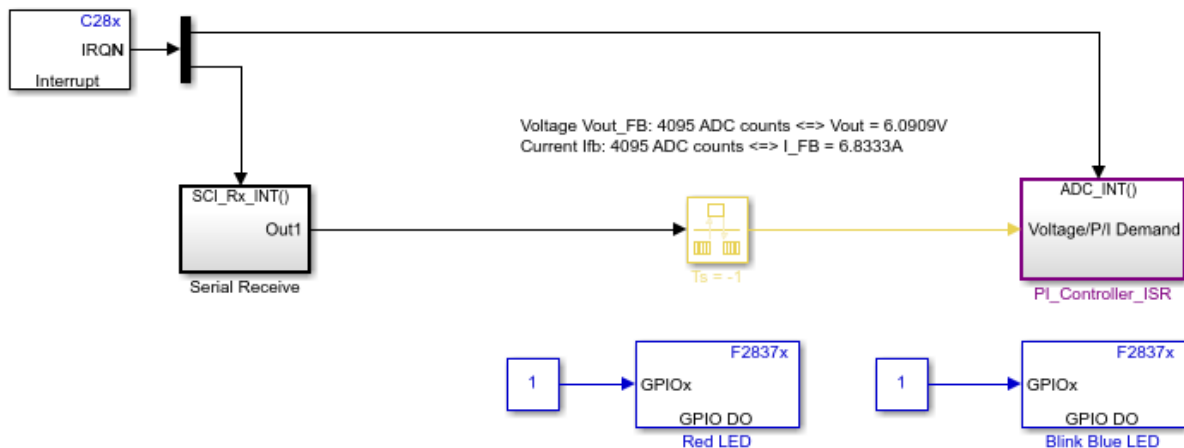 C28x
IRQN
Interrupt
Voltage Vout_FB: 4095 ADC counts <=> Vout = 6.0909V
Current Ifb: 4095 ADC counts <=> I_FB = 6.8333A
SCI_Rx_INT()
Out1
Serial Receive
Ts = -1
ADC_INT()
Voltage/P/I Demand
PI_Controller_ISR
1
F2837x
GPIOx
GPIO DO
Red LED
1
F2837x
GPIOx
GPIO DO
Blink Blue LED